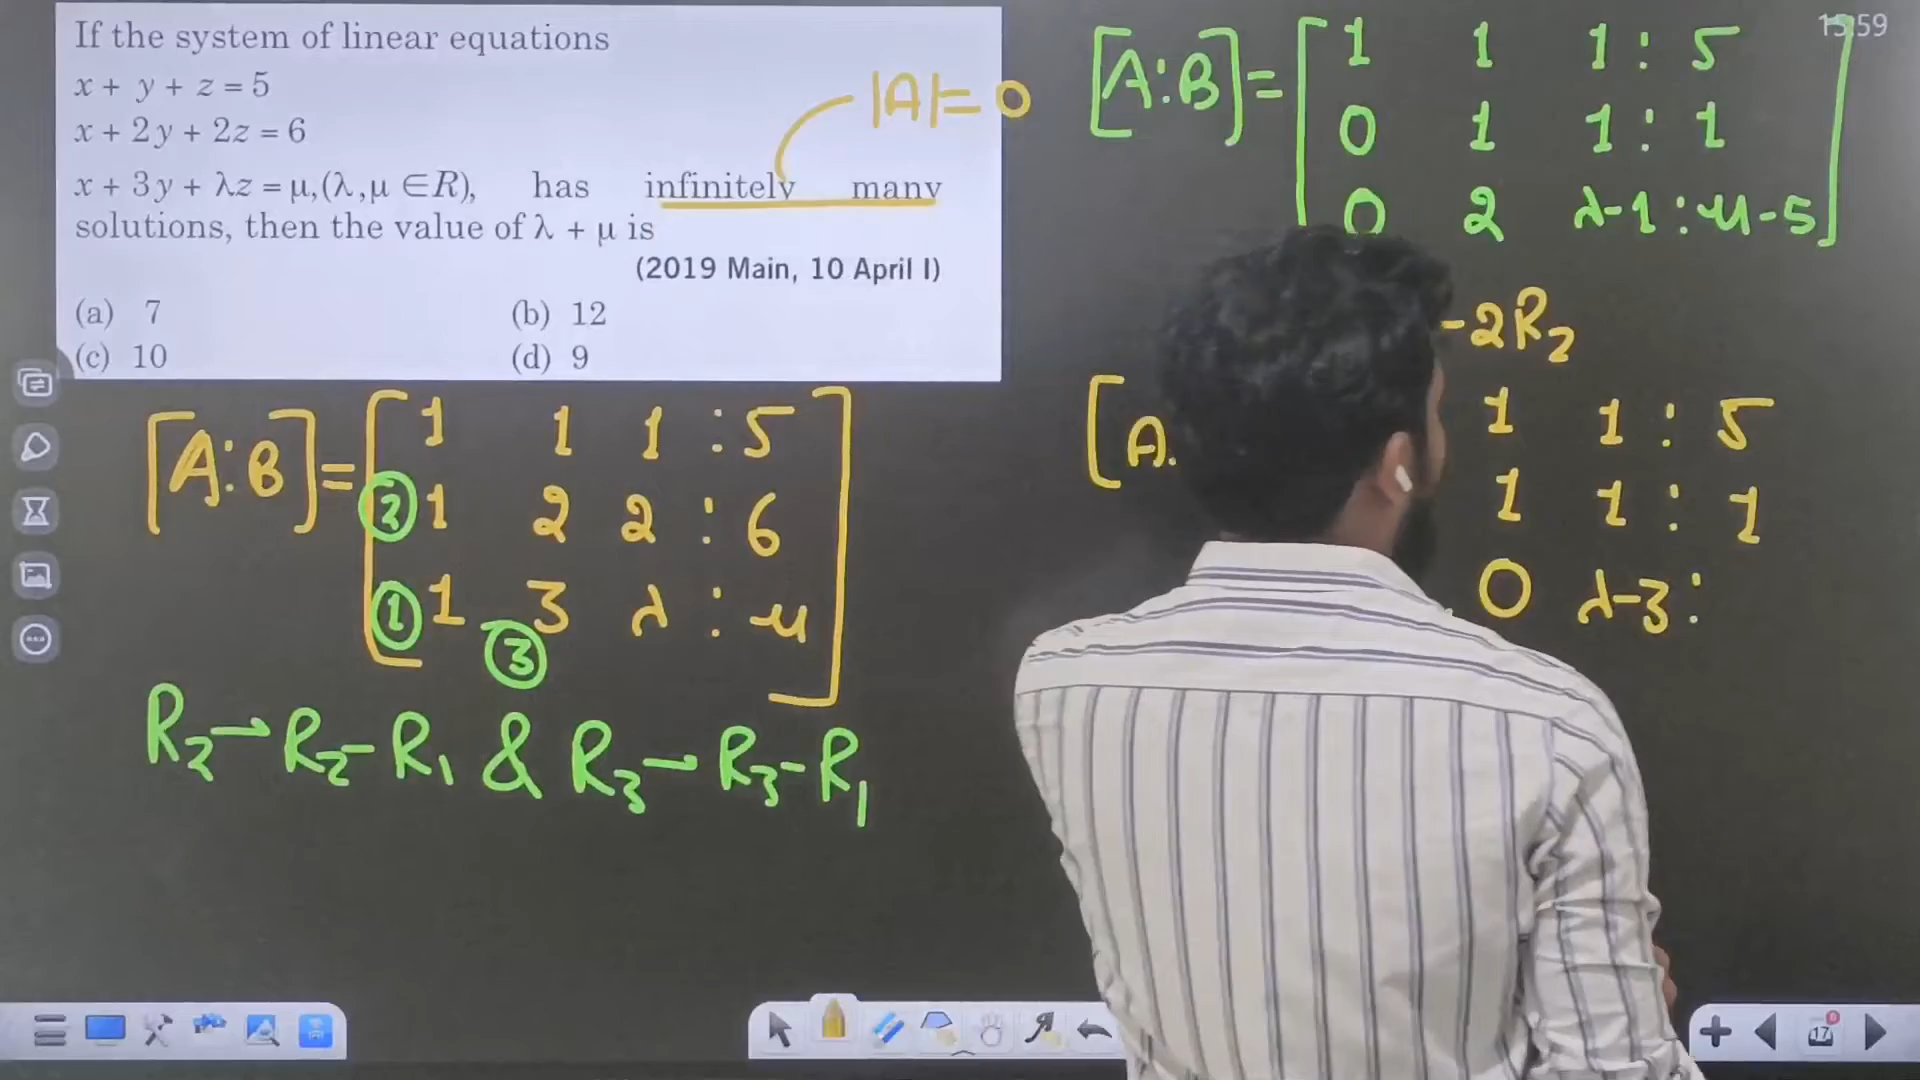 If the system of linear equations
x + y + z = 5
x + 2y + 2z = 6
x + 3y + λz = μ,(λ,μ ∈R), has infinitely many
solutions, then the value of λ + μ is
(2019 Main, 10 April I)
(a) 7
(b) 12
(c) 10
(d) 9
|A|=0
[A:B]= [1 1 1 :5
② 1 2 2 : 6
① 1 3 λ : μ]
③
R₂→R₂-R₁ & R₃→R₃-R₁
15:59
[A:B]= [1 1 1 : 5
0 1 1 : 1
0 2 λ-1 : μ-5]
-2R₂
[A.
1 1 : 5
1 1 : 1
0 λ-3 :
17